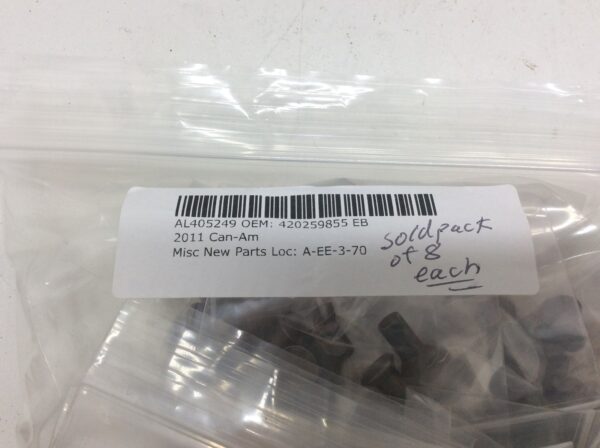 AL405249 OEM: 420259855 EB
2011 Can-Am
Misc New Parts Loc: A-EE-3-70
sold pack
of 8
each